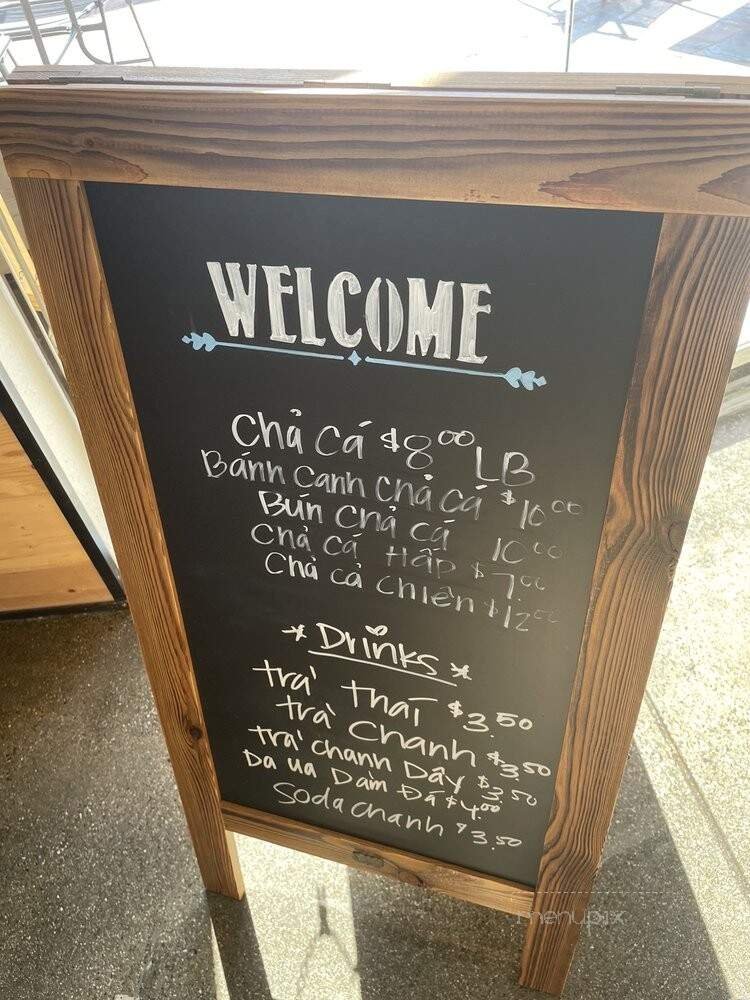 WELCOME
Chả cá $8.00 LB
Bánh canh chả cá $10.00
Bún chả cá 10.00
Chả cá Hấp $7.00
Chả cả chiên $12.00
* Drinks *
trà thaí $3.50
trà chanh $3.50
trà chanh Dây $3.50
Da ua Dầm Đá $4.00
Soda chanh $3.50
menupix